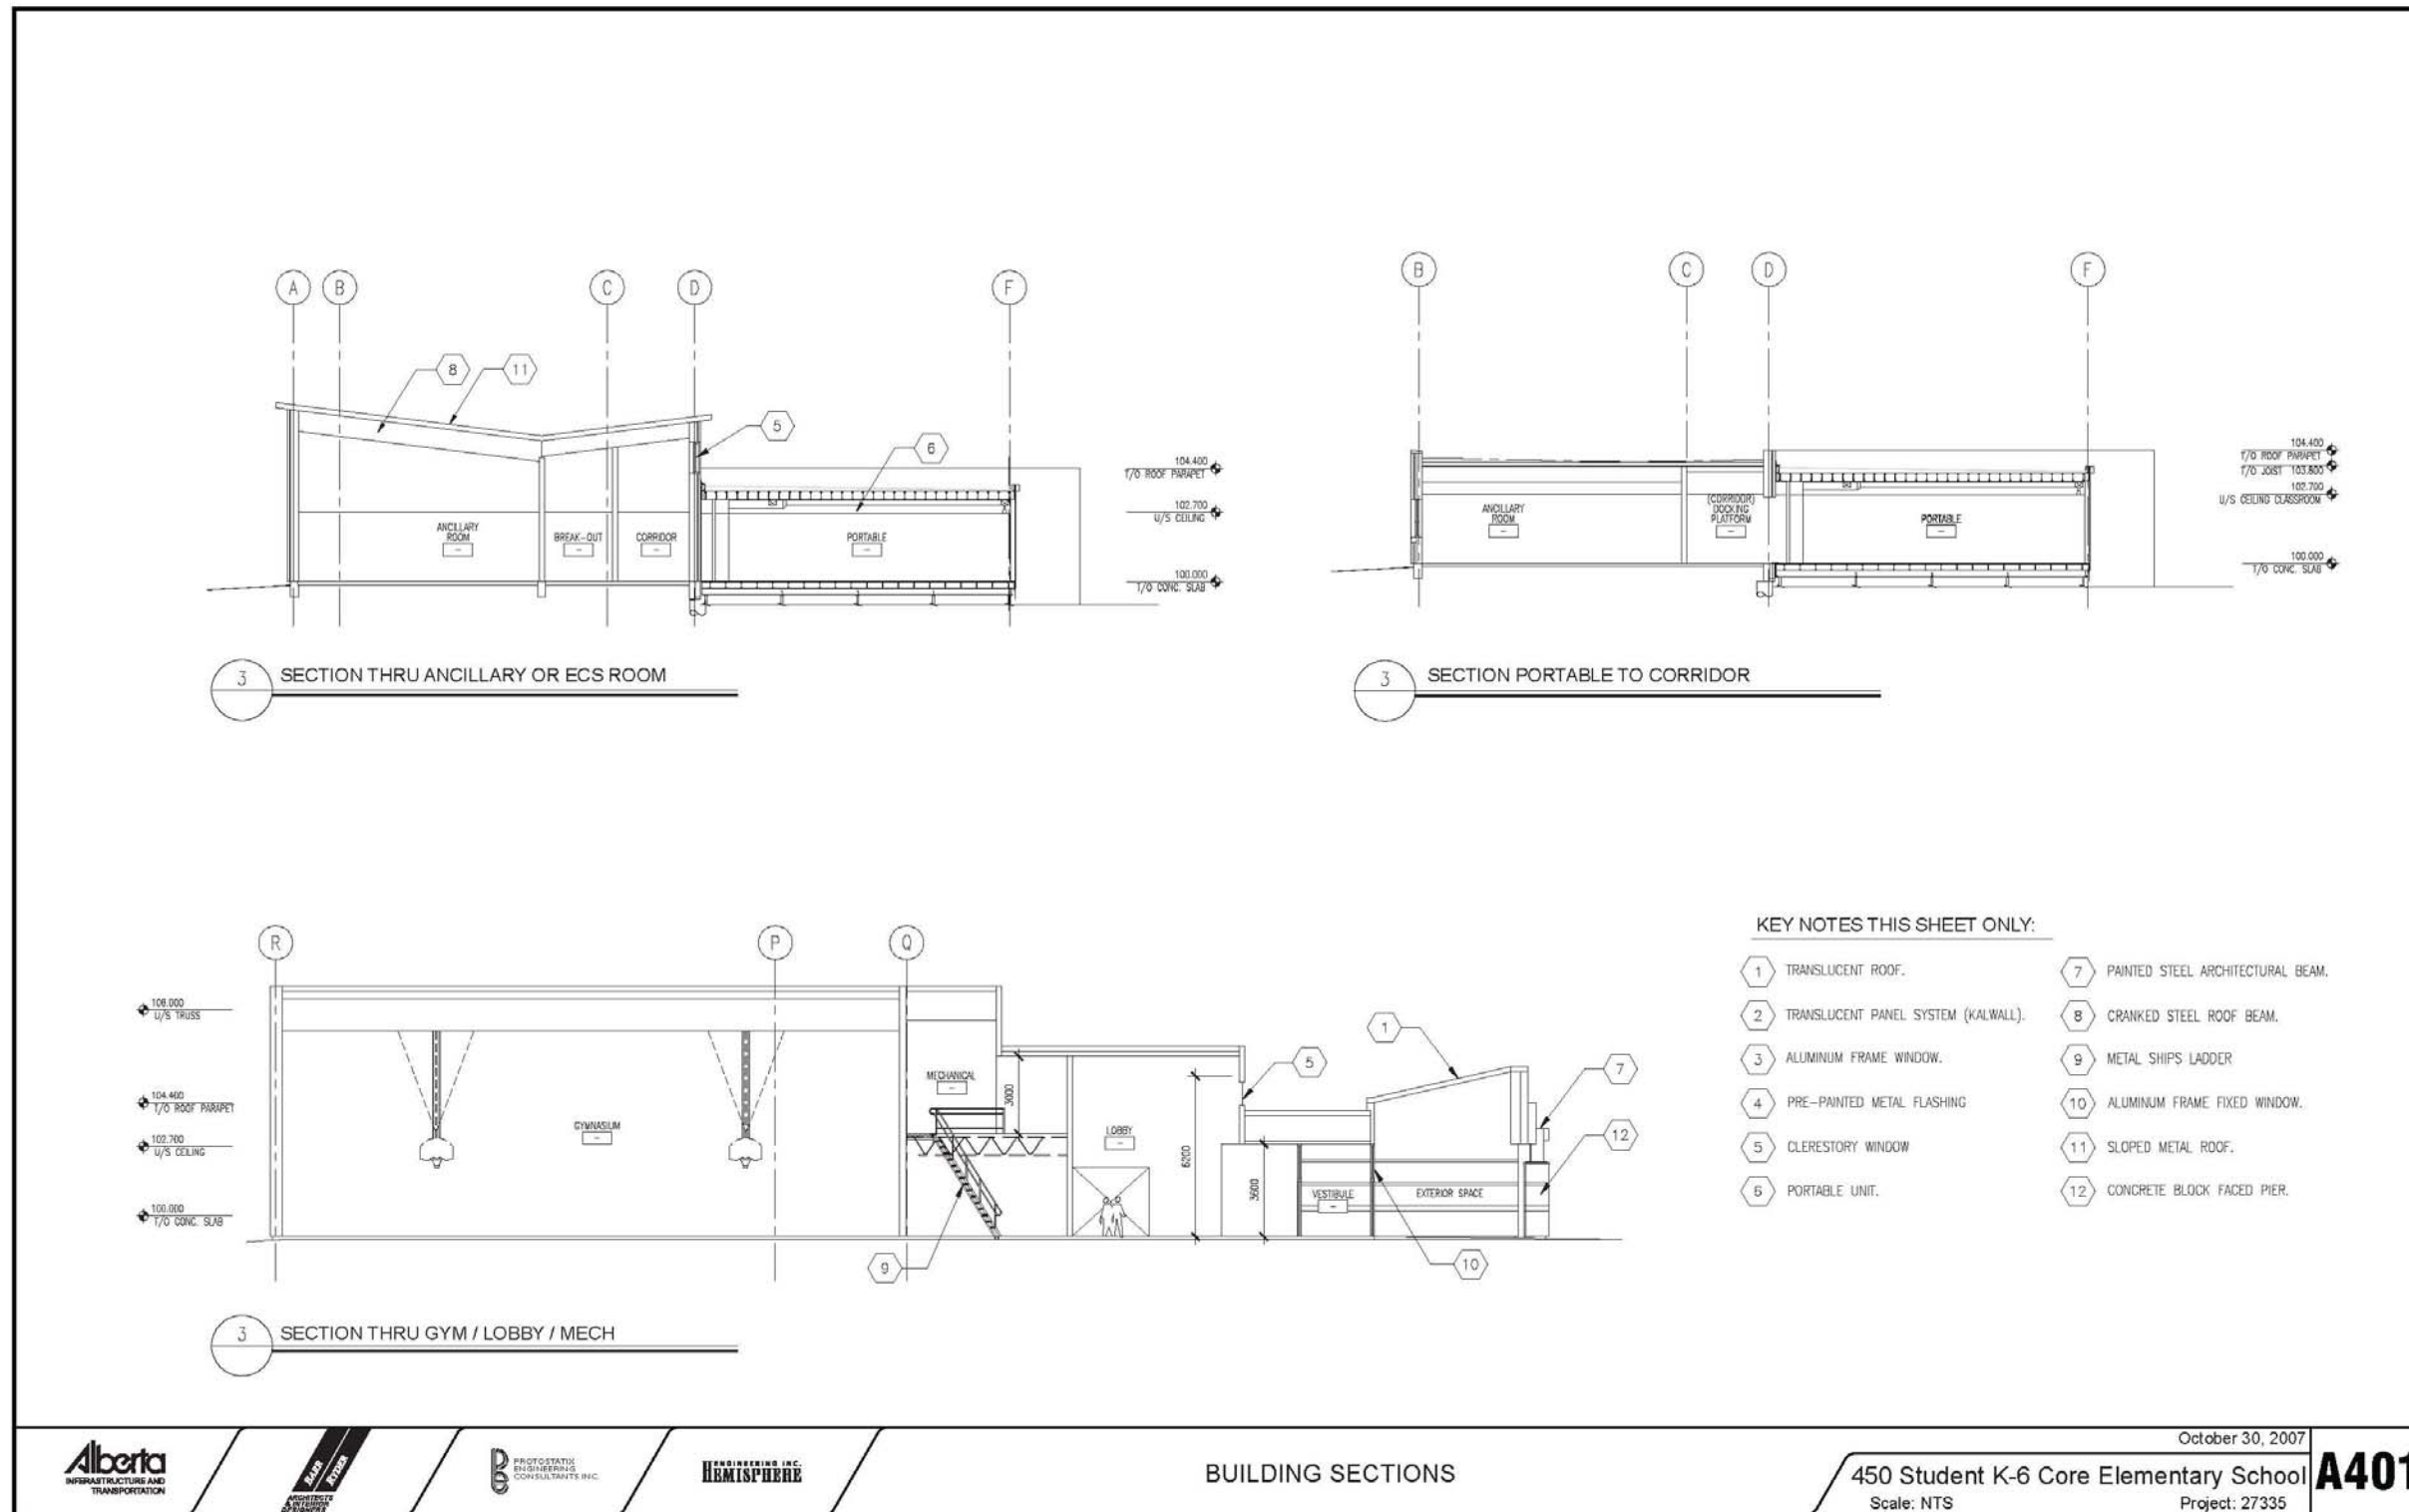 A
B
C
D
F
8
11
5
6
104.400
T/O ROOF PARAPET
102.700
U/S CEILING
100.000
T/O CONC. SLAB
ANCILLARY
ROOM
BREAK-OUT
CORRIDOR
PORTABLE
3
SECTION THRU ANCILLARY OR ECS ROOM
B
C
D
F
104.400
T/O ROOF PARAPET
T/O JOIST 103.800
102.700
U/S CEILING CLASSROOM
100.000
T/O CONC. SLAB
ANCILLARY
ROOM
(CORRIDOR)
DOCKING
PLATFORM
PORTABLE
3
SECTION PORTABLE TO CORRIDOR
R
P
Q
U/S TRUSS
104.400
T/O ROOF PARAPET
102.700
U/S CEILING
100.000
T/O CONC. SLAB
GYMNASIUM
MECHANICAL
3000
LOBBY
6200
3600
VESTIBULE
EXTERIOR SPACE
1
5
7
12
9
10
3
SECTION THRU GYM / LOBBY / MECH
KEY NOTES THIS SHEET ONLY:
1 TRANSLUCENT ROOF.
2 TRANSLUCENT PANEL SYSTEM (KALWALL).
3 ALUMINUM FRAME WINDOW.
4 PRE-PAINTED METAL FLASHING
5 CLERESTORY WINDOW
6 PORTABLE UNIT.
7 PAINTED STEEL ARCHITECTURAL BEAM.
8 CRANKED STEEL ROOF BEAM.
9 METAL SHIPS LADDER
10 ALUMINUM FRAME FIXED WINDOW.
11 SLOPED METAL ROOF.
12 CONCRETE BLOCK FACED PIER.
Alberta
INFRASTRUCTURE AND
TRANSPORTATION
BARR
RYDER
ARCHITECTS
& INTERIOR
DESIGNERS
PROTOSTATIX
ENGINEERING
CONSULTANTS INC.
ENGINEERING INC.
HEMISPHERE
BUILDING SECTIONS
October 30, 2007
450 Student K-6 Core Elementary School
Scale: NTS
Project: 27335
A401